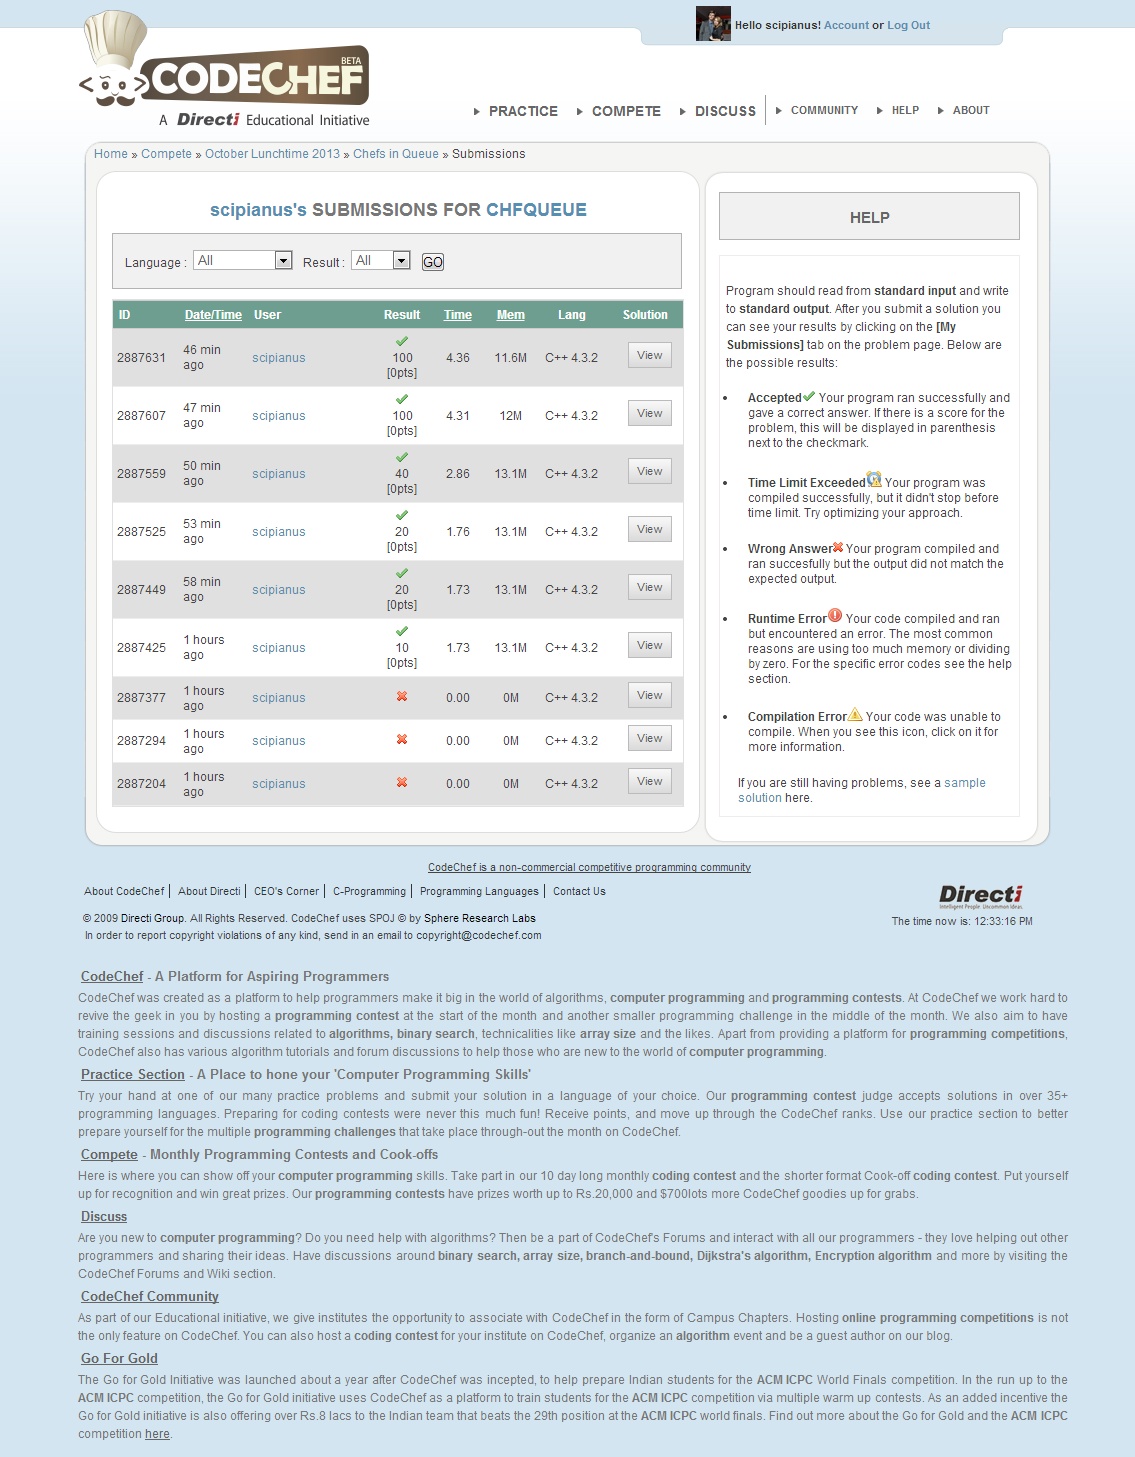 Hello scipianus! Account or Log Out
CODECHEF BETA
A Directi Educational Initiative
PRACTICE COMPETE DISCUSS COMMUNITY HELP ABOUT
Home » Compete » October Lunchtime 2013 » Chefs in Queue » Submissions
scipianus's SUBMISSIONS FOR CHFQUEUE
Language : All Result : All GO
ID Date/Time User Result Time Mem Lang Solution
2887631 46 min ago scipianus 100 [0pts] 4.36 11.6M C++ 4.3.2 View
2887607 47 min ago scipianus 100 [0pts] 4.31 12M C++ 4.3.2 View
2887559 50 min ago scipianus 40 [0pts] 2.86 13.1M C++ 4.3.2 View
2887525 53 min ago scipianus 20 [0pts] 1.76 13.1M C++ 4.3.2 View
2887449 58 min ago scipianus 20 [0pts] 1.73 13.1M C++ 4.3.2 View
2887425 1 hours ago scipianus 10 [0pts] 1.73 13.1M C++ 4.3.2 View
2887377 1 hours ago scipianus 0.00 0M C++ 4.3.2 View
2887294 1 hours ago scipianus 0.00 0M C++ 4.3.2 View
2887204 1 hours ago scipianus 0.00 0M C++ 4.3.2 View
HELP
Program should read from standard input and write
to standard output. After you submit a solution you
can see your results by clicking on the [My
Submissions] tab on the problem page. Below are
the possible results:
Accepted Your program ran successfully and
gave a correct answer. If there is a score for the
problem, this will be displayed in parenthesis
next to the checkmark.
Time Limit Exceeded Your program was
compiled successfully, but it didn't stop before
time limit. Try optimizing your approach.
Wrong Answer Your program compiled and
ran succesfully but the output did not match the
expected output.
Runtime Error Your code compiled and ran
but encountered an error. The most common
reasons are using too much memory or dividing
by zero. For the specific error codes see the help
section.
Compilation Error Your code was unable to
compile. When you see this icon, click on it for
more information.
If you are still having problems, see a sample
solution here.
CodeChef is a non-commercial competitive programming community
About CodeChef | About Directi | CEO's Corner | C-Programming | Programming Languages | Contact Us
Directi
Intelligent People. Uncommon Ideas.
© 2009 Directi Group. All Rights Reserved. CodeChef uses SPOJ © by Sphere Research Labs
The time now is: 12:33:16 PM
In order to report copyright violations of any kind, send in an email to copyright@codechef.com
CodeChef - A Platform for Aspiring Programmers
CodeChef was created as a platform to help programmers make it big in the world of algorithms, computer programming and programming contests. At CodeChef we work hard to
revive the geek in you by hosting a programming contest at the start of the month and another smaller programming challenge in the middle of the month. We also aim to have
training sessions and discussions related to algorithms, binary search, technicalities like array size and the likes. Apart from providing a platform for programming competitions,
CodeChef also has various algorithm tutorials and forum discussions to help those who are new to the world of computer programming.
Practice Section - A Place to hone your 'Computer Programming Skills'
Try your hand at one of our many practice problems and submit your solution in a language of your choice. Our programming contest judge accepts solutions in over 35+
programming languages. Preparing for coding contests were never this much fun! Receive points, and move up through the CodeChef ranks. Use our practice section to better
prepare yourself for the multiple programming challenges that take place through-out the month on CodeChef.
Compete - Monthly Programming Contests and Cook-offs
Here is where you can show off your computer programming skills. Take part in our 10 day long monthly coding contest and the shorter format Cook-off coding contest. Put yourself
up for recognition and win great prizes. Our programming contests have prizes worth up to Rs.20,000 and $700lots more CodeChef goodies up for grabs.
Discuss
Are you new to computer programming? Do you need help with algorithms? Then be a part of CodeChef's Forums and interact with all our programmers - they love helping out other
programmers and sharing their ideas. Have discussions around binary search, array size, branch-and-bound, Dijkstra's algorithm, Encryption algorithm and more by visiting the
CodeChef Forums and Wiki section.
CodeChef Community
As part of our Educational initiative, we give institutes the opportunity to associate with CodeChef in the form of Campus Chapters. Hosting online programming competitions is not
the only feature on CodeChef. You can also host a coding contest for your institute on CodeChef, organize an algorithm event and be a guest author on our blog.
Go For Gold
The Go for Gold Initiative was launched about a year after CodeChef was incepted, to help prepare Indian students for the ACM ICPC World Finals competition. In the run up to the
ACM ICPC competition, the Go for Gold initiative uses CodeChef as a platform to train students for the ACM ICPC competition via multiple warm up contests. As an added incentive the
Go for Gold initiative is also offering over Rs.8 lacs to the Indian team that beats the 29th position at the ACM ICPC world finals. Find out more about the Go for Gold and the ACM ICPC
competition here.